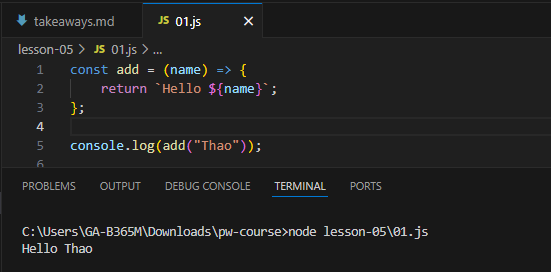 takeaways.md
JS 01.js
lesson-05 > JS 01.js > ...
1 const add = (name) => {
2 return `Hello ${name}`;
3 };
4
5 console.log(add("Thao"));
6
PROBLEMS OUTPUT DEBUG CONSOLE TERMINAL PORTS
C:\Users\GA-B365M\Downloads\pw-course>node lesson-05\01.js
Hello Thao